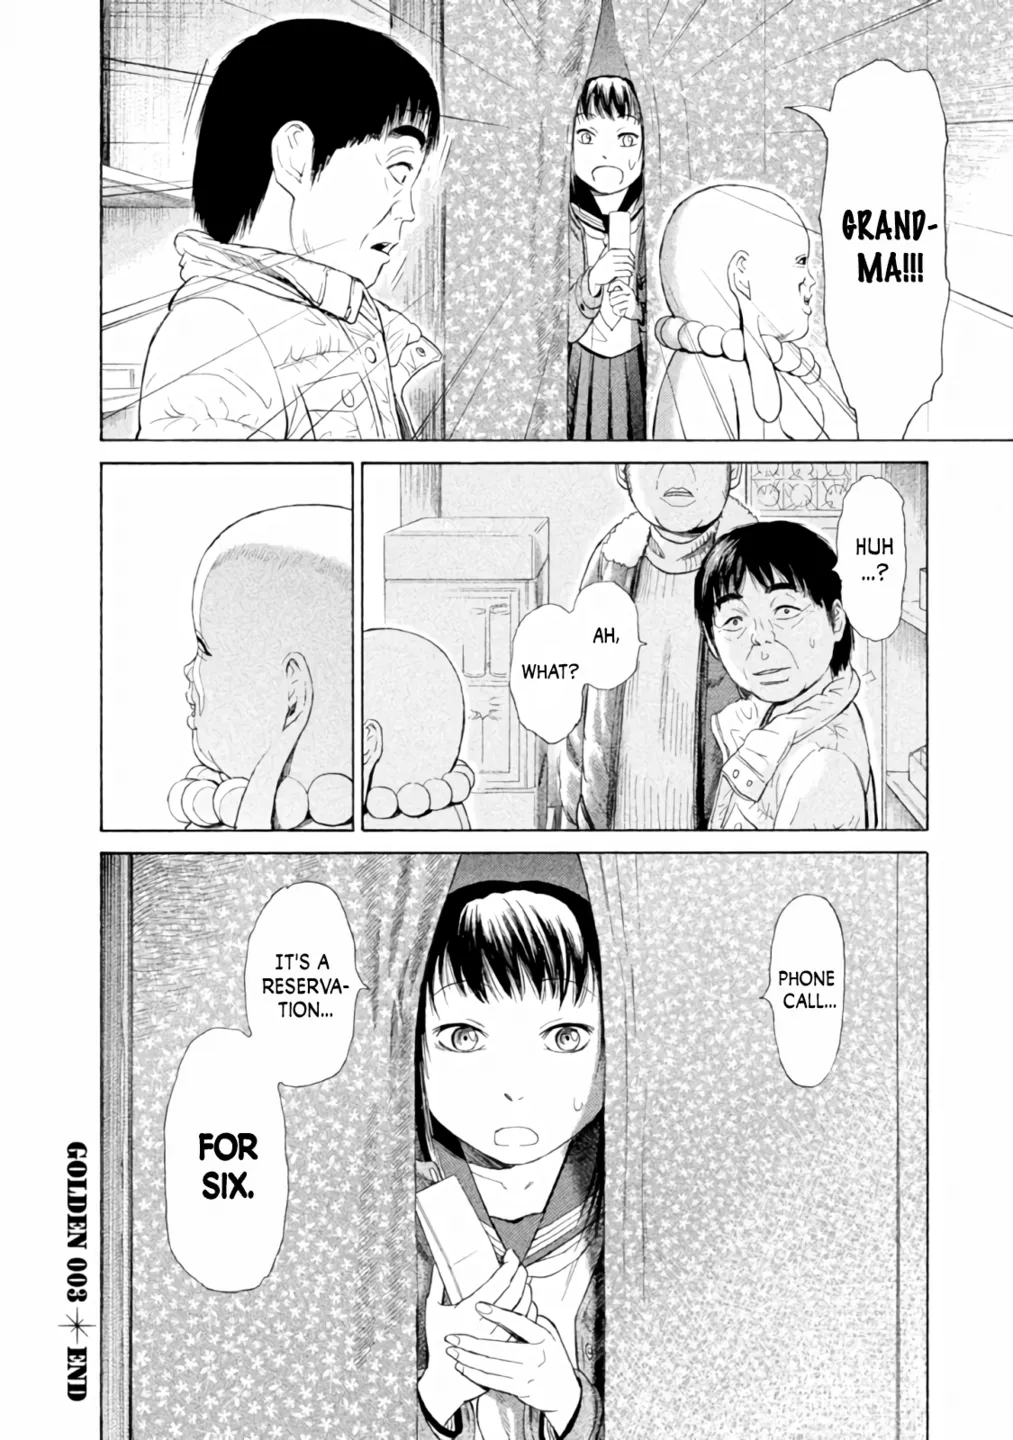 GRAND-
MA!!!
HUH
...?
AH,
WHAT?
PHONE
CALL...
IT'S A
RESERVA-
TION...
FOR
SIX.
GOLDEN 003 END